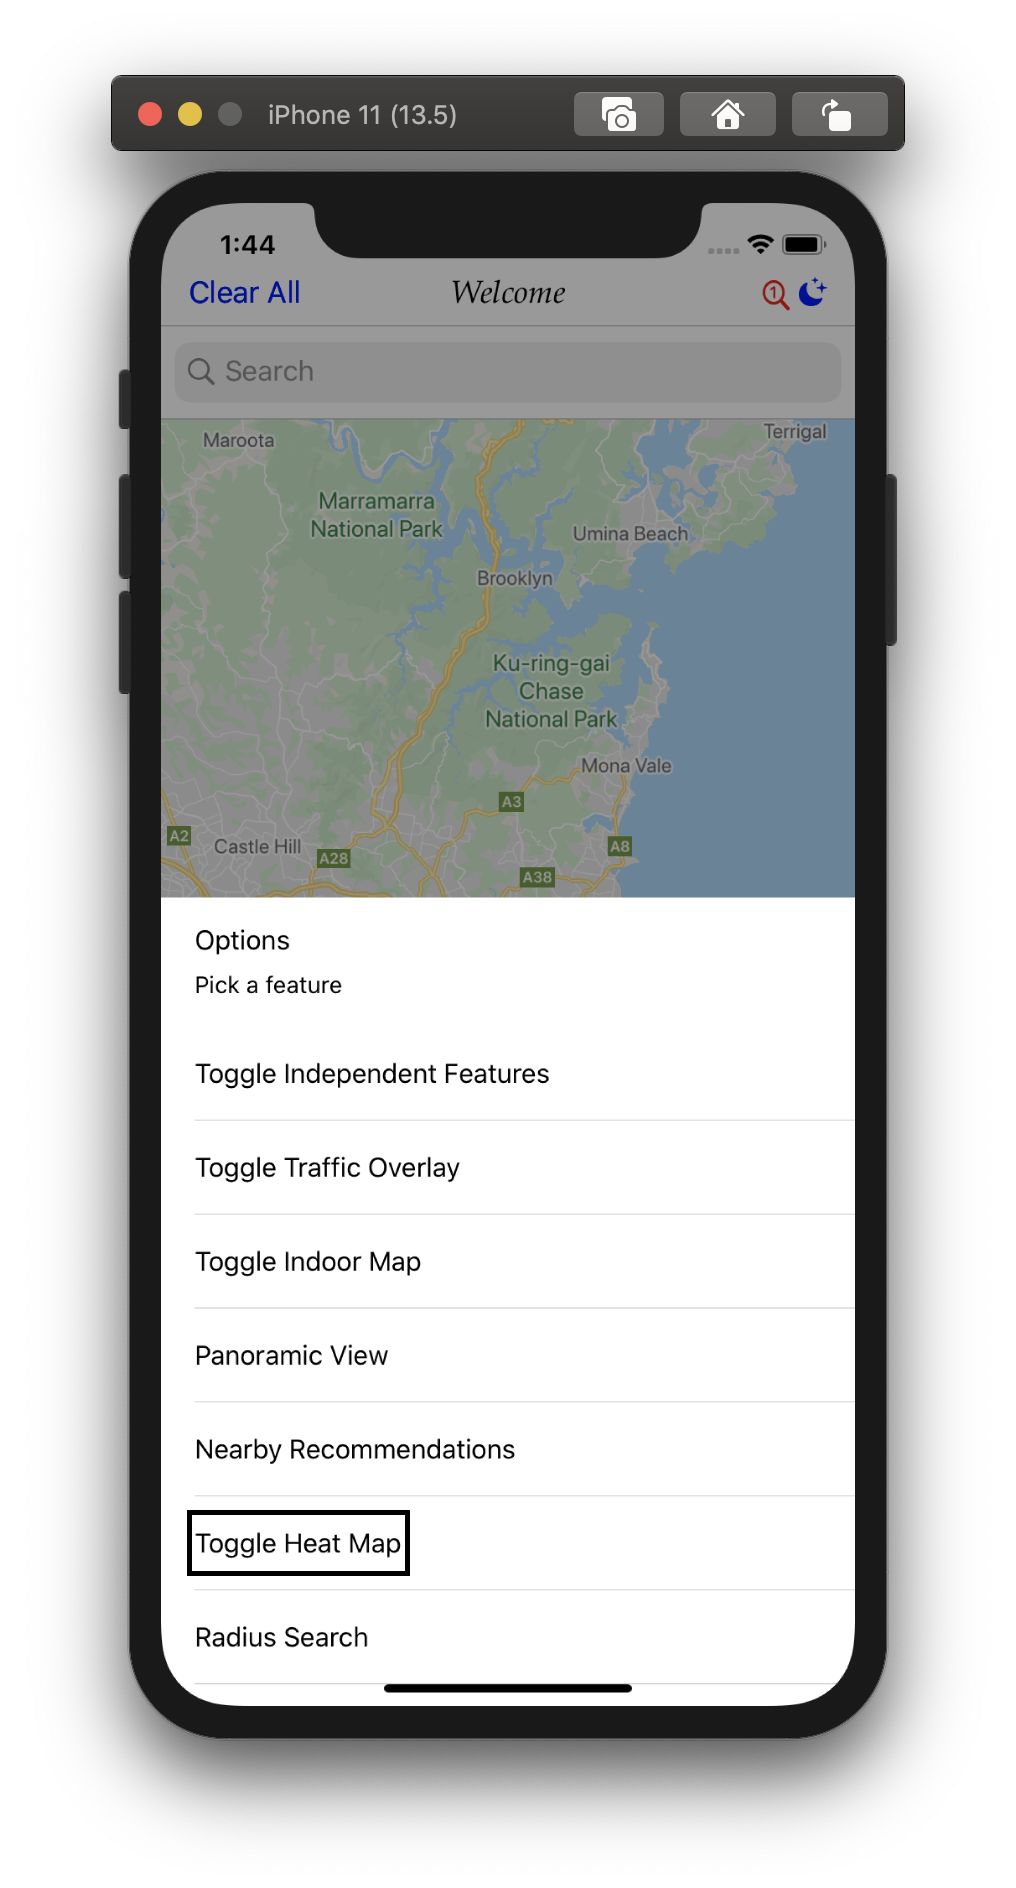 iPhone 11 (13.5)
1:44
Clear All
Welcome
1
Search
Maroota
Terrigal
Marramarra
National Park
Umina Beach
Brooklyn
Ku-ring-gai
Chase
National Park
Mona Vale
A3
A2
Castle Hill
A28
A8
A38
Options
Pick a feature
Toggle Independent Features
Toggle Traffic Overlay
Toggle Indoor Map
Panoramic View
Nearby Recommendations
Toggle Heat Map
Radius Search